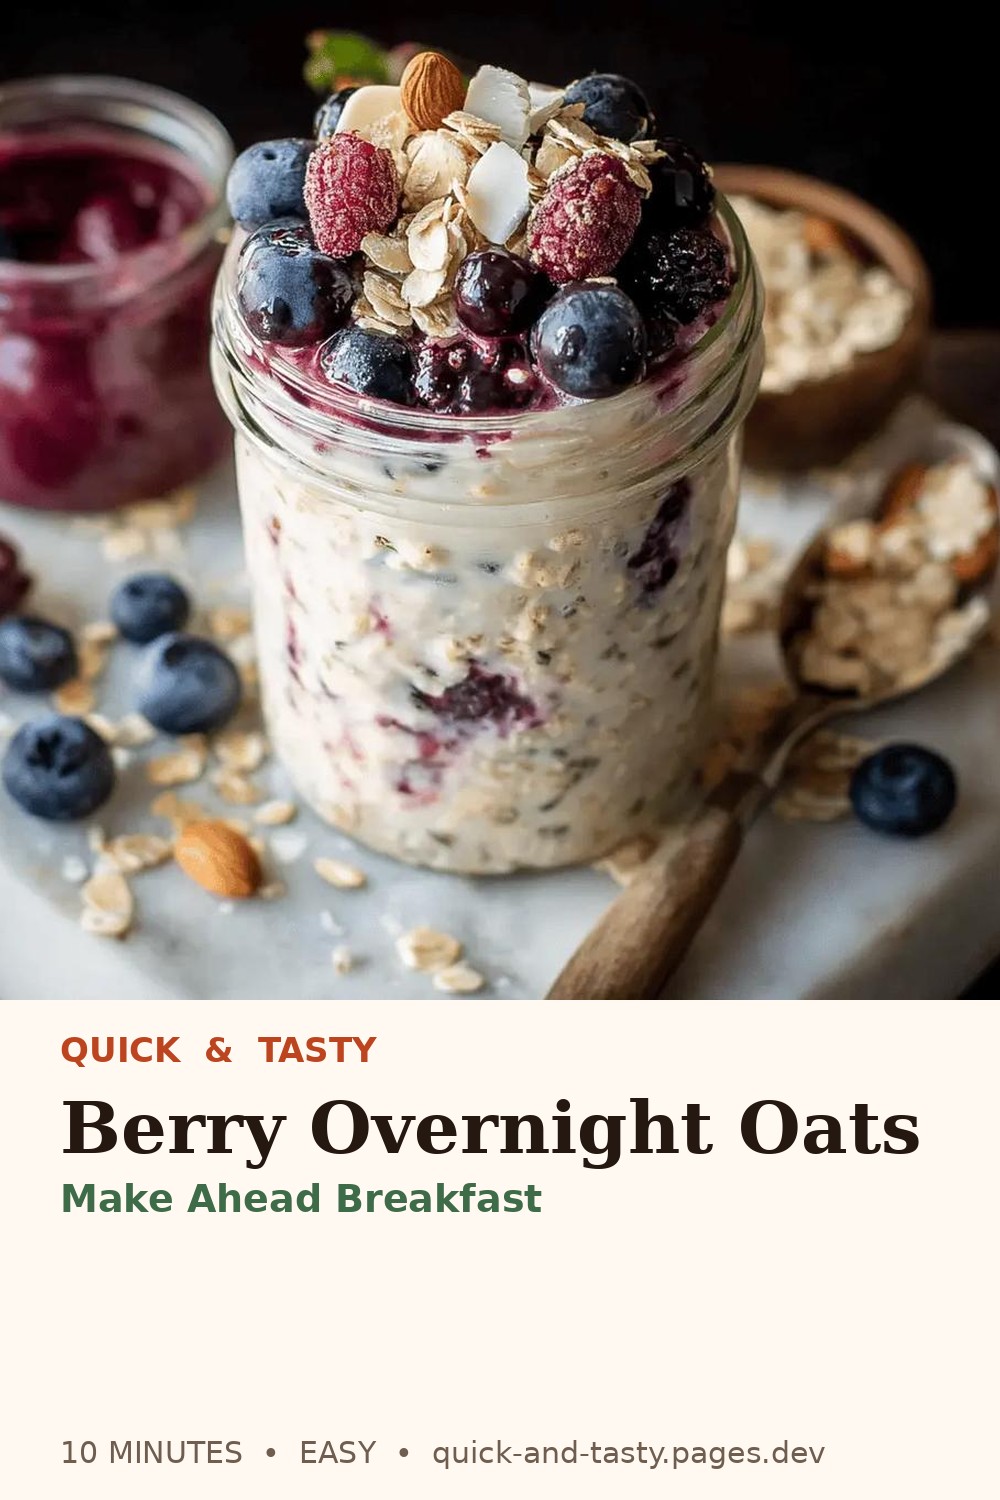 QUICK & TASTY
Berry Overnight Oats
Make Ahead Breakfast
10 MINUTES • EASY • quick-and-tasty.pages.dev